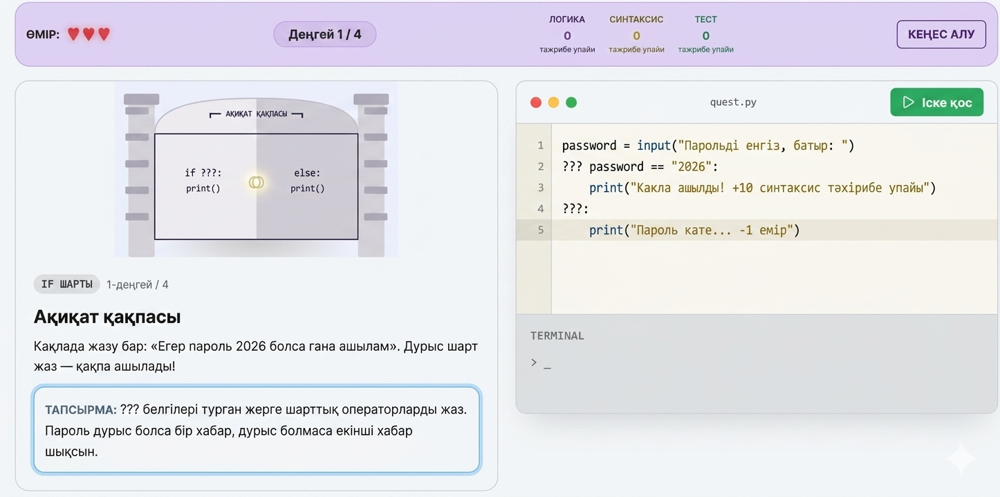 ӨМІР:
Деңгей 1 / 4
ЛОГИКА
0
тажрибе упайи
СИНТАКСИС
0
тажрибе упайи
ТЕСТ
0
тажрибе упайи
КЕҢЕС АЛУ
АҚИҚАТ ҚАҚПАСЫ
if ???:
print()
else:
print()
IF ШАРТЫ
1-деңгей / 4
Ақиқат қақпасы
Кақлада жазу бар: «Егер пароль 2026 болса гана ашылам». Дурыс шарт
жаз — қақпа ашылады!
ТАПСЫРМА: ??? белгілері турган жерге шарттық операторларды жаз.
Пароль дурыс болса бір хабар, дурыс болмаса екінші хабар
шықсын.
quest.py
Іске қос
1 password = input("Парольді енгіз, батыр: ")
2 ??? password == "2026":
3 print("Какла ашылды! +10 синтаксис тәхірибе упайы")
4 ???:
5 print("Пароль кате... -1 емір")
TERMINAL
> _